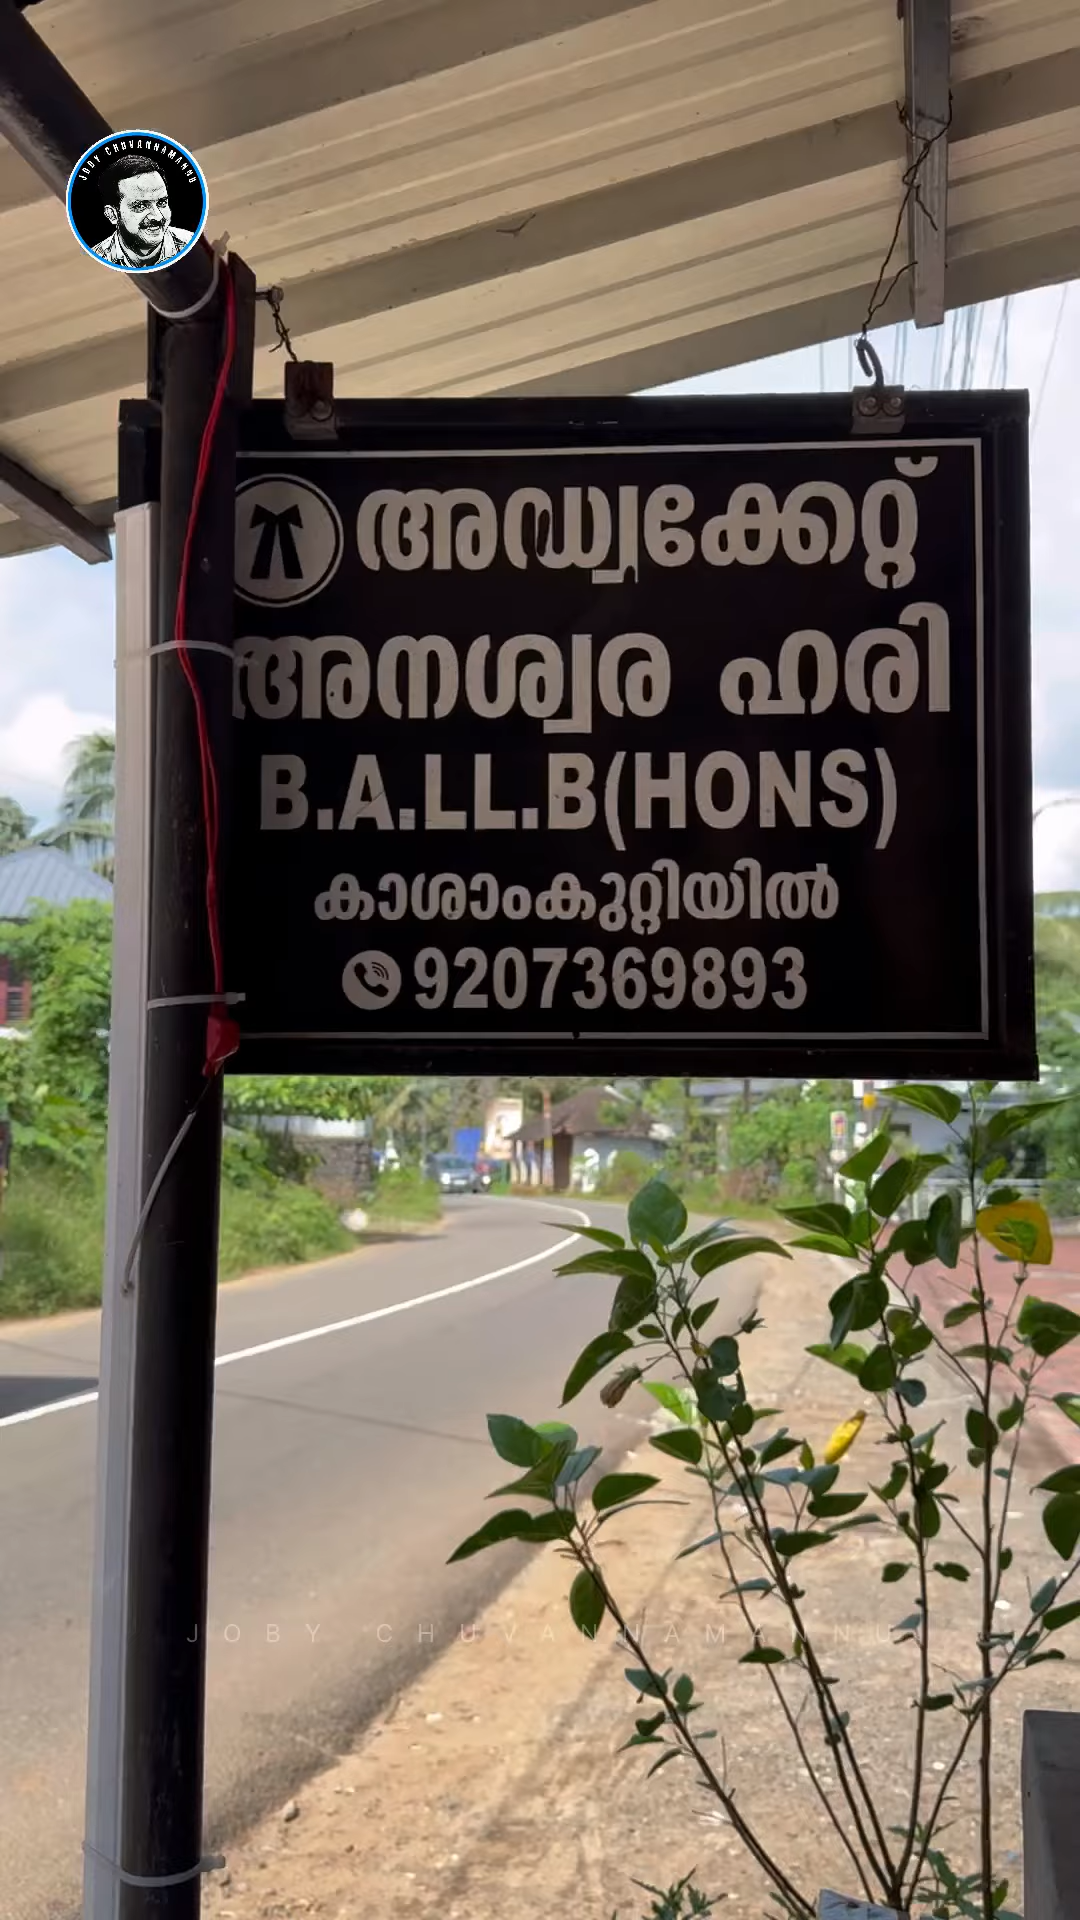 JOBY CHUVANNAMANNU
അഡ്വക്കേറ്റ്
അനശ്വര ഹരി
B.A.LL.B(HONS)
കാശാംകുറ്റിയിൽ
9207369893
JOBY CHUVANNAMANNU